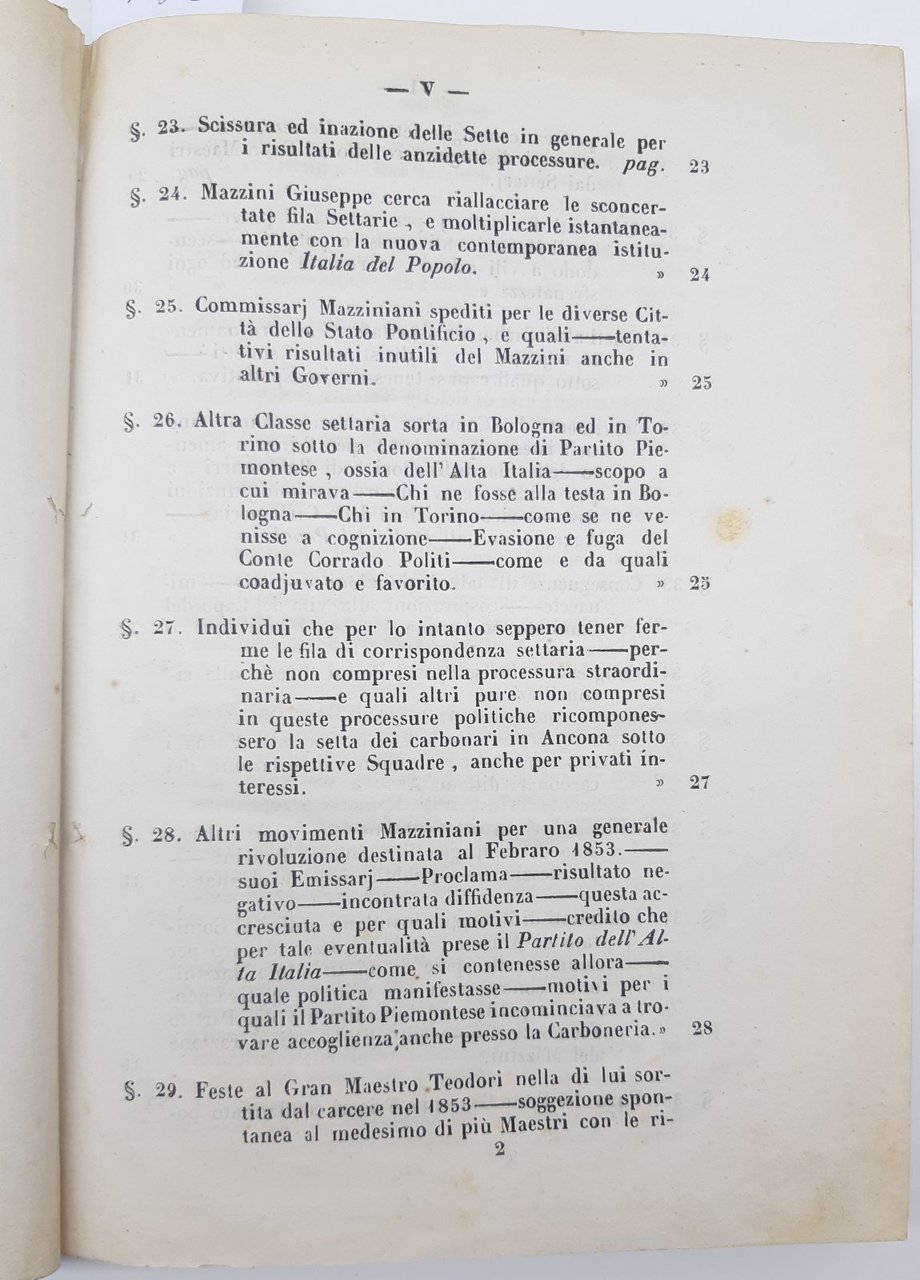 — V —
§. 23. Scissura ed inazione delle Sette in generale per
i risultati delle anzidette processure. pag. 23
§. 24. Mazzini Giuseppe cerca riallacciare le sconcer-
tate fila Settarie , e moltiplicarle istantanea-
mente con la nuova contemporanea istitu-
zione Italia del Popolo. » 24
§. 25. Commissarj Mazziniani spediti per le diverse Cit-
tà dello Stato Pontificio , e quali——tenta-
tivi risultati inutili del Mazzini anche in
altri Governi. » 25
§. 26. Altra Classe settaria sorta in Bologna ed in To-
rino sotto la denominazione di Partito Pie-
montese , ossia dell' Alta Italia——scopo a
cui mirava——Chi ne fosse alla testa in Bo-
logna——Chi in Torino——come se ne ve-
nisse a cognizione——Evasione e fuga del
Conte Corrado Politi——come e da quali
coadjuvato e favorito. » 25
§. 27. Individui che per lo intanto seppero tener fer-
me le fila di corrispondenza settaria——per-
chè non compresi nella processura straordi-
naria——e quali altri pure non compresi
in queste processure politiche ricompones-
sero la setta dei carbonari in Ancona sotto
le rispettive Squadre , anche per privati in-
teressi. » 27
§. 28. Altri movimenti Mazziniani per una generale
rivoluzione destinata al Febraro 1853.——
suoi Emissarj——Proclama——risultato ne-
gativo——incontrata diffidenza——questa ac-
cresciuta e per quali motivi——credito che
per tale eventualità prese il Partito dell' Al-
ta Italia——come si contenesse allora——
quale politica manifestasse——motivi per i
quali il Partito Piemontese incominciava a tro-
vare accoglienza anche presso la Carboneria. » 28
§. 29. Feste al Gran Maestro Teodori nella di lui sor-
tita dal carcere nel 1853——soggezione spon-
tanea al medesimo di più Maestri con le ri-
2